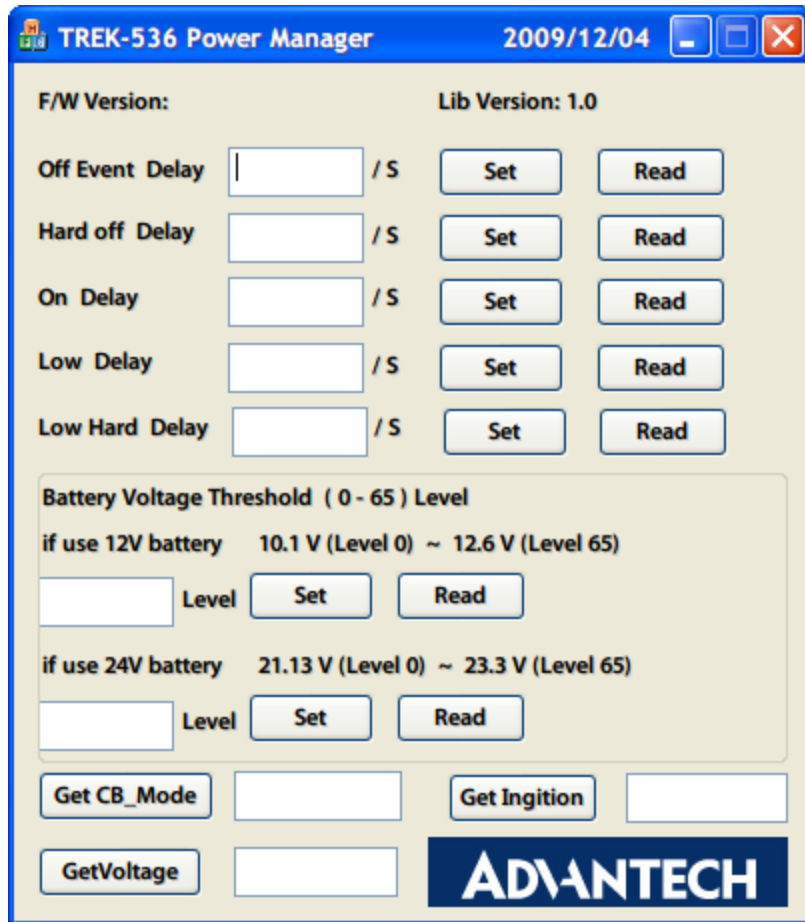 TREK-536 Power Manager 2009/12/04
F/W Version: Lib Version: 1.0
Off Event Delay / S Set Read
Hard off Delay / S Set Read
On Delay / S Set Read
Low Delay / S Set Read
Low Hard Delay / S Set Read
Battery Voltage Threshold ( 0 - 65 ) Level
if use 12V battery 10.1 V (Level 0) ~ 12.6 V (Level 65)
Level Set Read
if use 24V battery 21.13 V (Level 0) ~ 23.3 V (Level 65)
Level Set Read
Get CB_Mode Get Ingition
GetVoltage ADVANTECH